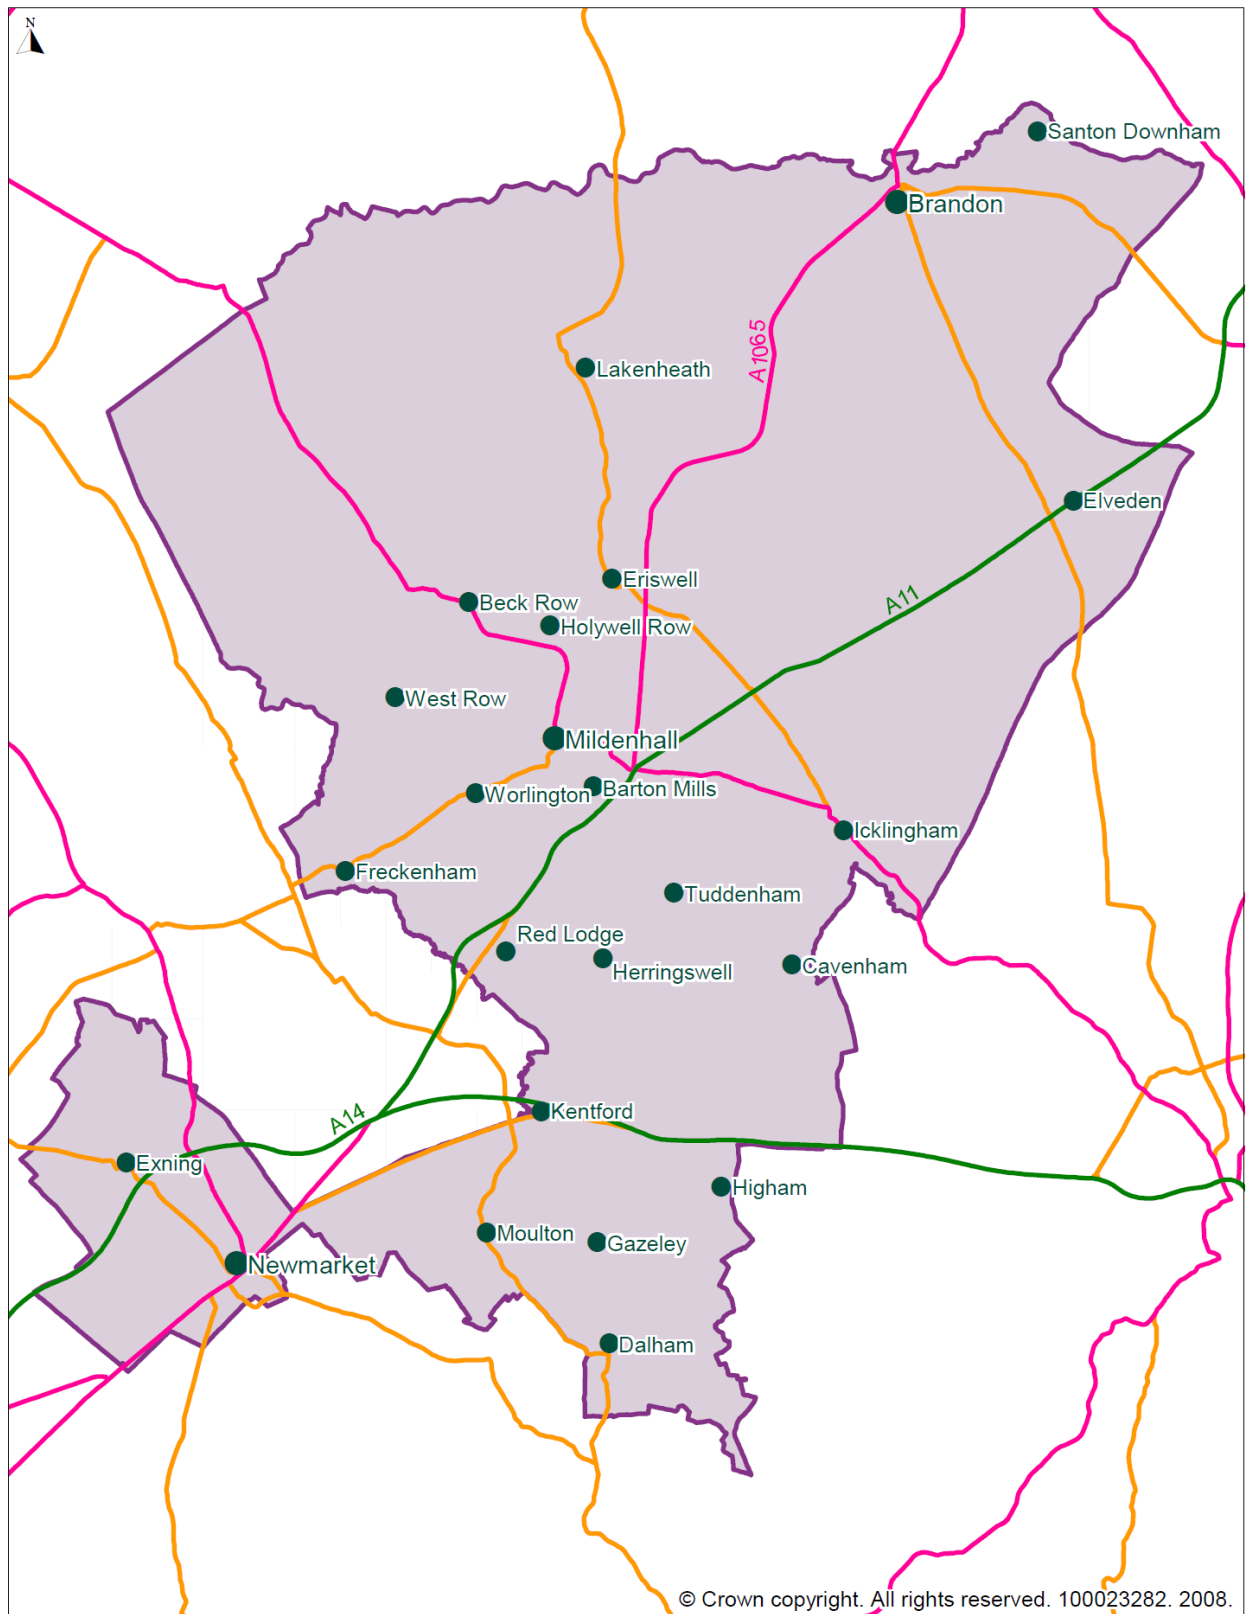 N
Santon Downham
Brandon
A1065
Lakenheath
Elveden
Eriswell
A11
Beck Row
Holywell Row
West Row
Mildenhall
Barton Mills
Worlington
Icklingham
Freckenham
Tuddenham
Red Lodge
Herringswell
Cavenham
Kentford
A14
Exning
Higham
Moulton
Gazeley
Newmarket
Dalham
© Crown copyright. All rights reserved. 100023282. 2008.